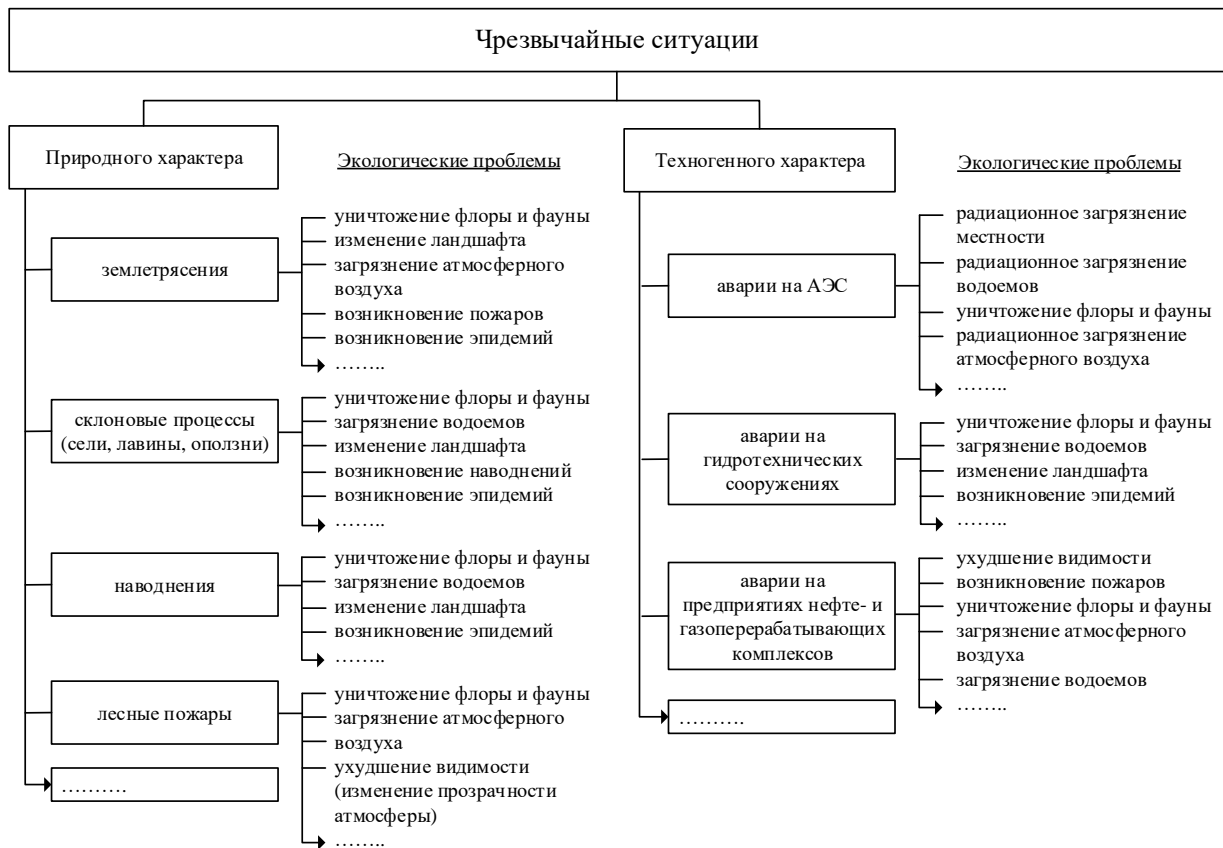 Чрезвычайные ситуации
Природного характера
Экологические проблемы
землетрясения
уничтожение флоры и фауны
изменение ландшафта
загрязнение атмосферного
воздуха
возникновение пожаров
возникновение эпидемий
……..
склоновые процессы
(сели, лавины, оползни)
уничтожение флоры и фауны
загрязнение водоемов
изменение ландшафта
возникновение наводнений
возникновение эпидемий
……..
наводнения
уничтожение флоры и фауны
загрязнение водоемов
изменение ландшафта
возникновение эпидемий
……..
лесные пожары
уничтожение флоры и фауны
загрязнение атмосферного
воздуха
ухудшение видимости
(изменение прозрачности
атмосферы)
……..
……….
Техногенного характера
Экологические проблемы
аварии на АЭС
радиационное загрязнение
местности
радиационное загрязнение
водоемов
уничтожение флоры и фауны
радиационное загрязнение
атмосферного воздуха
……..
аварии на
гидротехнических
сооружениях
уничтожение флоры и фауны
загрязнение водоемов
изменение ландшафта
возникновение эпидемий
……..
аварии на
предприятиях нефте- и
газоперерабатывающих
комплексов
ухудшение видимости
возникновение пожаров
уничтожение флоры и фауны
загрязнение атмосферного
воздуха
загрязнение водоемов
……..
……….